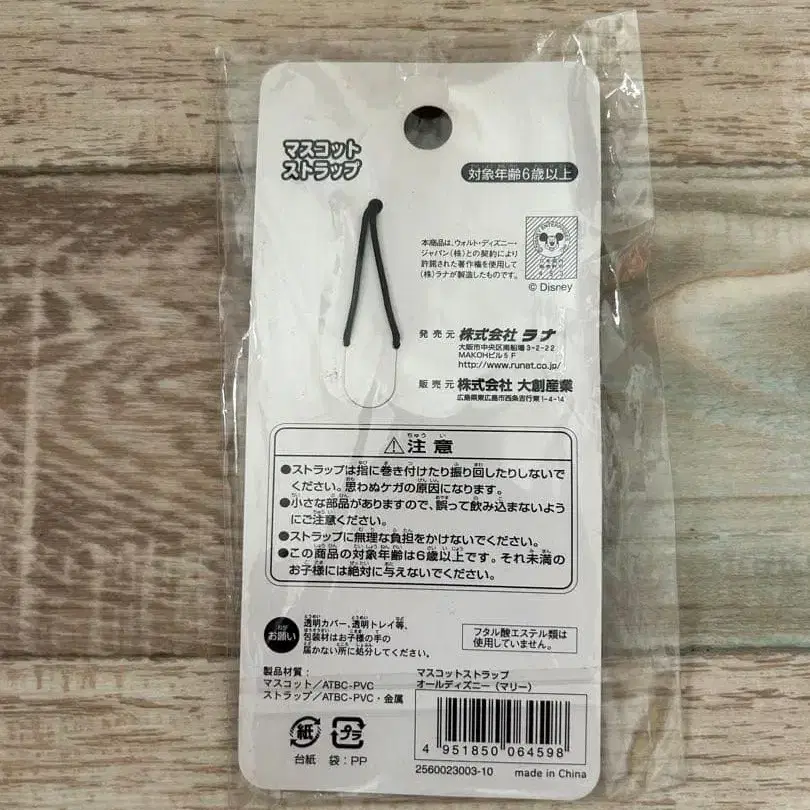 マスコット
ストラップ
対象年齢6歳以上
本商品は、ウォルト・ディズニー・
ジャパン(株)との契約により
許諾された著作権を使用して
(株)ラナが製造したものです。
© Disney
発売元 株式会社 ラナ
大阪市中央区南船場3-2-22
MAKOHビル5F
http://www.runet.co.jp/
販売元 株式会社 大創産業
広島県東広島市西条吉行東1-4-14
⚠注意
●ストラップは指に巻き付けたり振り回したりしないで
ください。思わぬケガの原因になります。
●小さな部品がありますので、誤って飲み込まないよう
にご注意ください。
●ストラップに無理な負担をかけないでください。
●この商品の対象年齢は6歳以上です。それ未満の
お子様には絶対に与えないでください。
お願い
透明カバー、透明トレイ等、
包装材はお子様の手の
届かない所に処分してください。
フタル酸エステル類は
使用していません。
製品材質:
マスコット/ATBC-PVC
ストラップ/ATBC-PVC・金属
マスコットストラップ
オールディズニー(マリー)
紙 プラ
台紙 袋:PP
4 951850 064598
2560023003-10 made in China